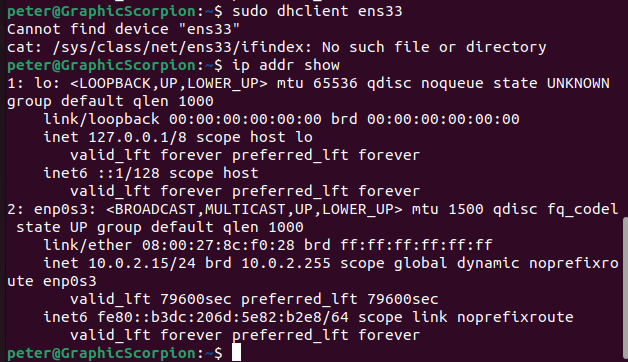 peter@GraphicScorpion:~$ sudo dhclient ens33
Cannot find device "ens33"
cat: /sys/class/net/ens33/ifindex: No such file or directory
peter@GraphicScorpion:~$ ip addr show
1: lo: <LOOPBACK,UP,LOWER_UP> mtu 65536 qdisc noqueue state UNKNOWN
group default qlen 1000
    link/loopback 00:00:00:00:00:00 brd 00:00:00:00:00:00
    inet 127.0.0.1/8 scope host lo
       valid_lft forever preferred_lft forever
    inet6 ::1/128 scope host
       valid_lft forever preferred_lft forever
2: enp0s3: <BROADCAST,MULTICAST,UP,LOWER_UP> mtu 1500 qdisc fq_codel
 state UP group default qlen 1000
    link/ether 08:00:27:8c:f0:28 brd ff:ff:ff:ff:ff:ff
    inet 10.0.2.15/24 brd 10.0.2.255 scope global dynamic noprefixro
ute enp0s3
       valid_lft 79600sec preferred_lft 79600sec
    inet6 fe80::b3dc:206d:5e82:b2e8/64 scope link noprefixroute
       valid_lft forever preferred_lft forever
peter@GraphicScorpion:~$